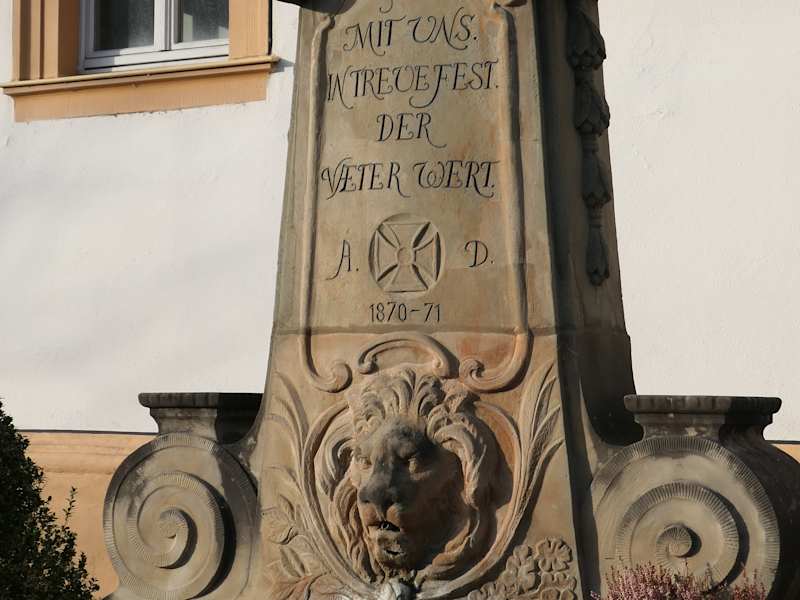 MIT UNS.
IN TREUE FEST.
DER
VÆTER WERT.
A. D.
1870-71